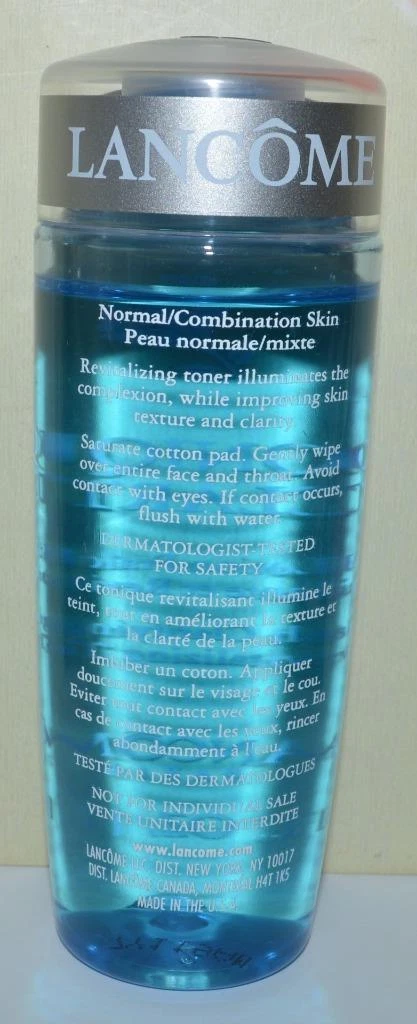 LANCÔME
Normal/Combination Skin
Peau normale/mixte
Revitalizing toner illuminates the
complexion, while improving skin
texture and clarity.
Saturate cotton pad. Gently wipe
over entire face and throat. Avoid
contact with eyes. If contact occurs,
flush with water.
DERMATOLOGIST-TESTED
FOR SAFETY
Ce tonique revitalisant illumine le
teint, tout en améliorant la texture et
la clarté de la peau.
Imbiber un coton. Appliquer
doucement sur le visage et le cou.
Eviter tout contact avec les yeux. En
cas de contact avec les yeux, rincer
abondamment à l'eau.
TESTÉ PAR DES DERMATOLOGUES
NOT FOR INDIVIDUAL SALE
VENTE UNITAIRE INTERDITE
www.lancome.com
LANCÔME LLC, DIST. NEW YORK, NY 10017
DIST. LANCÔME CANADA, MONTRÉAL H4T 1K5
MADE IN THE U.S.A.